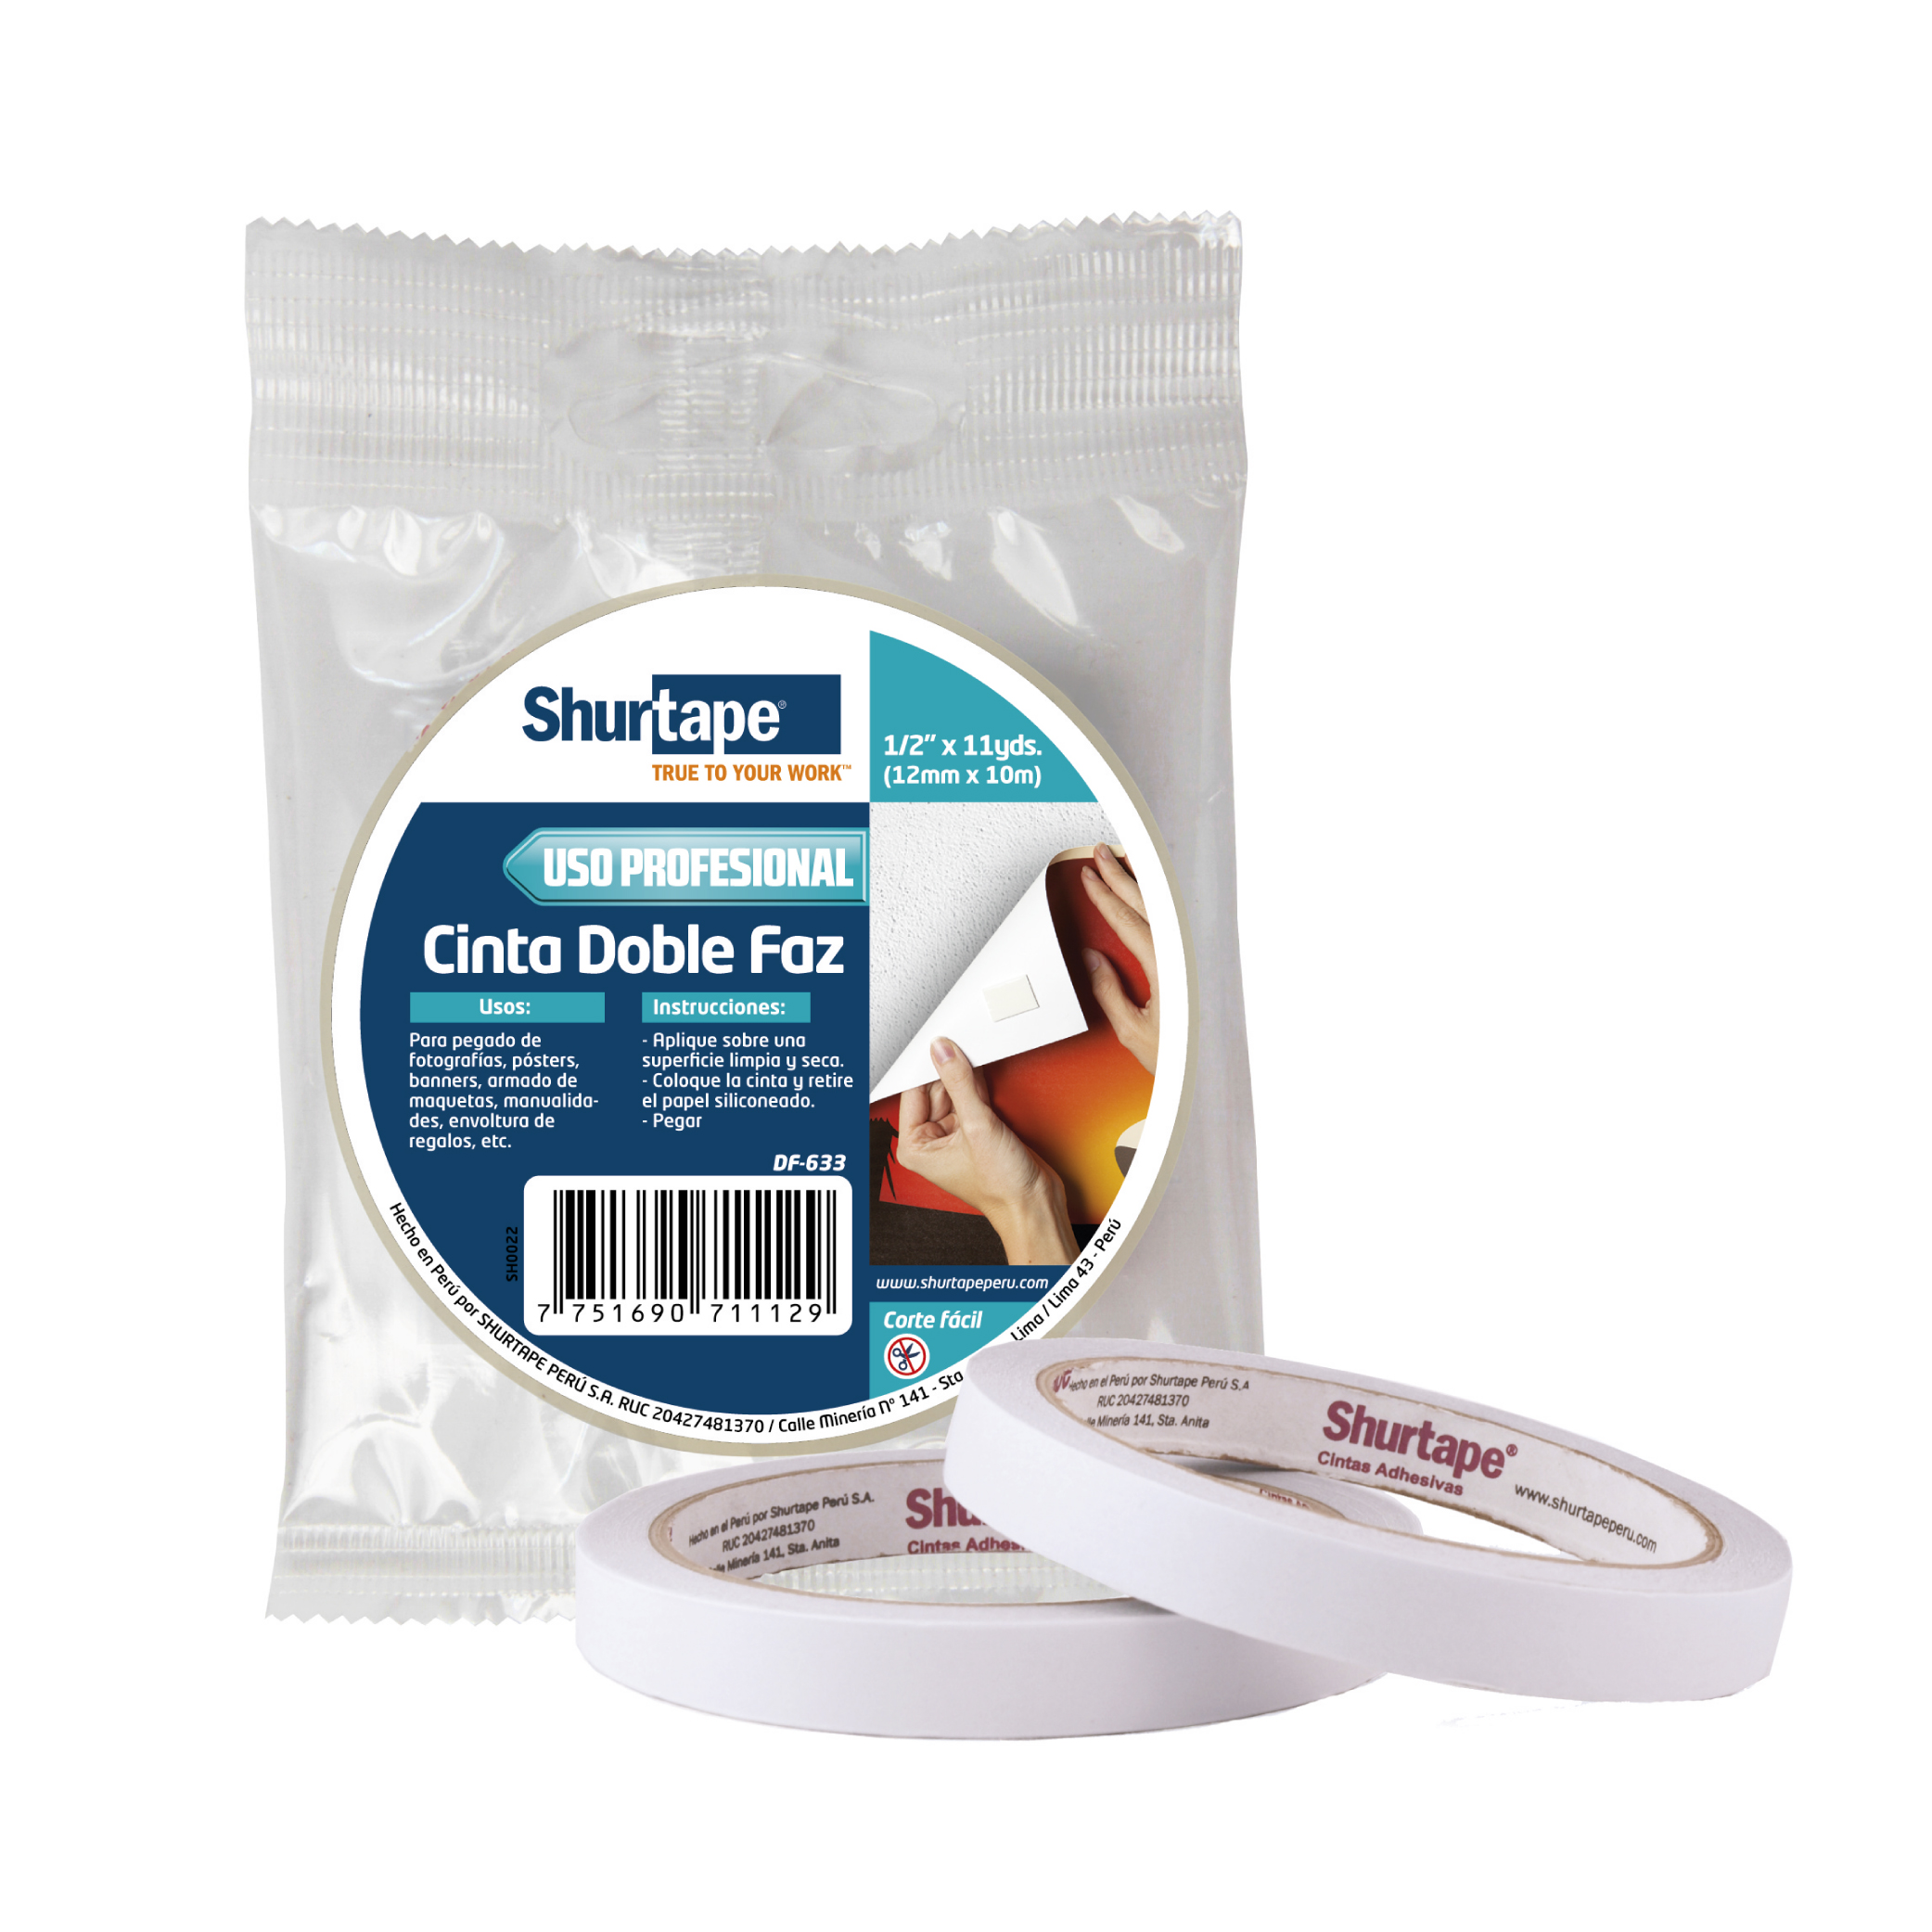 Shurtape®
TRUE TO YOUR WORK™
1/2" x 11yds.
(12mm x 10m)
USO PROFESIONAL
Cinta Doble Faz
Usos:
Para pegado de
fotografías, pósters,
banners, armado de
maquetas, manualida-
des, envoltura de
regalos, etc.
Instrucciones:
- Aplique sobre una
superficie limpia y seca.
- Coloque la cinta y retire
el papel siliconeado.
- Pegar
DF-633
SH0022
7 751690 711129
www.shurtapeperu.com
Corte fácil
Hecho en Perú por SHURTAPE PERÚ S.A. RUC 20427481370 / Calle Minería Nº 141 - Sta Lima / Lima 43 - Perú
Hecho en el Perú por Shurtape Perú S.A
RUC 20427481370
Minería 141, Sta. Anita
Shurtape®
Cintas Adhesivas
www.shurtapeperu.com
Hecho en el Perú por Shurtape Perú S.A.
RUC 20427481370
Minería 141, Sta. Anita
Shu
Cintas Adhes